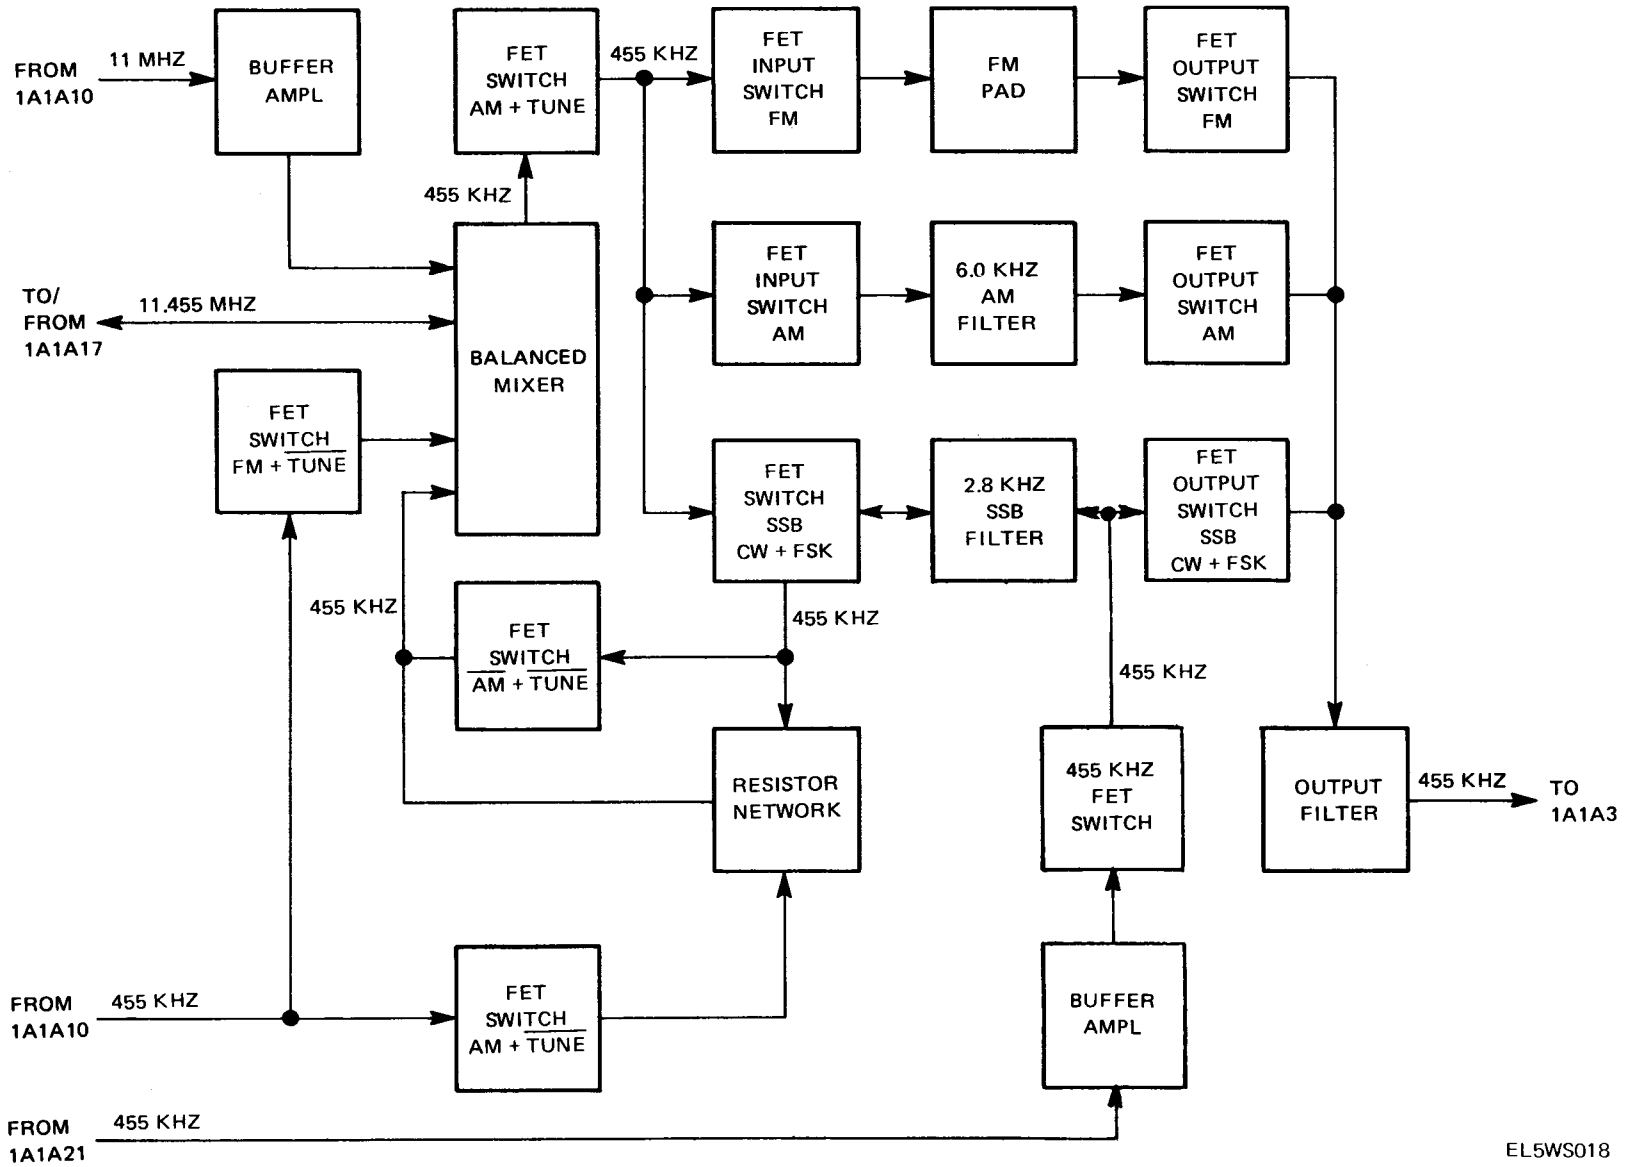 FROM
1A1A10
11 MHZ
BUFFER
AMPL
FET
SWITCH
AM + TUNE
455 KHZ
FET
INPUT
SWITCH
FM
FM
PAD
FET
OUTPUT
SWITCH
FM
455 KHZ
TO/
FROM
1A1A17
11.455 MHZ
BALANCED
MIXER
FET
INPUT
SWITCH
AM
6.0 KHZ
AM
FILTER
FET
OUTPUT
SWITCH
AM
FET
SWITCH
FM + T̅U̅N̅E̅
FET
SWITCH
SSB
CW + FSK
2.8 KHZ
SSB
FILTER
FET
OUTPUT
SWITCH
SSB
CW + FSK
455 KHZ
FET
SWITCH
A̅M̅ + T̅U̅N̅E̅
455 KHZ
455 KHZ
RESISTOR
NETWORK
455 KHZ
FET
SWITCH
OUTPUT
FILTER
455 KHZ
TO
1A1A3
FROM
1A1A10
455 KHZ
FET
SWITCH
AM + T̅U̅N̅E̅
BUFFER
AMPL
FROM
1A1A21
455 KHZ
EL5WS018